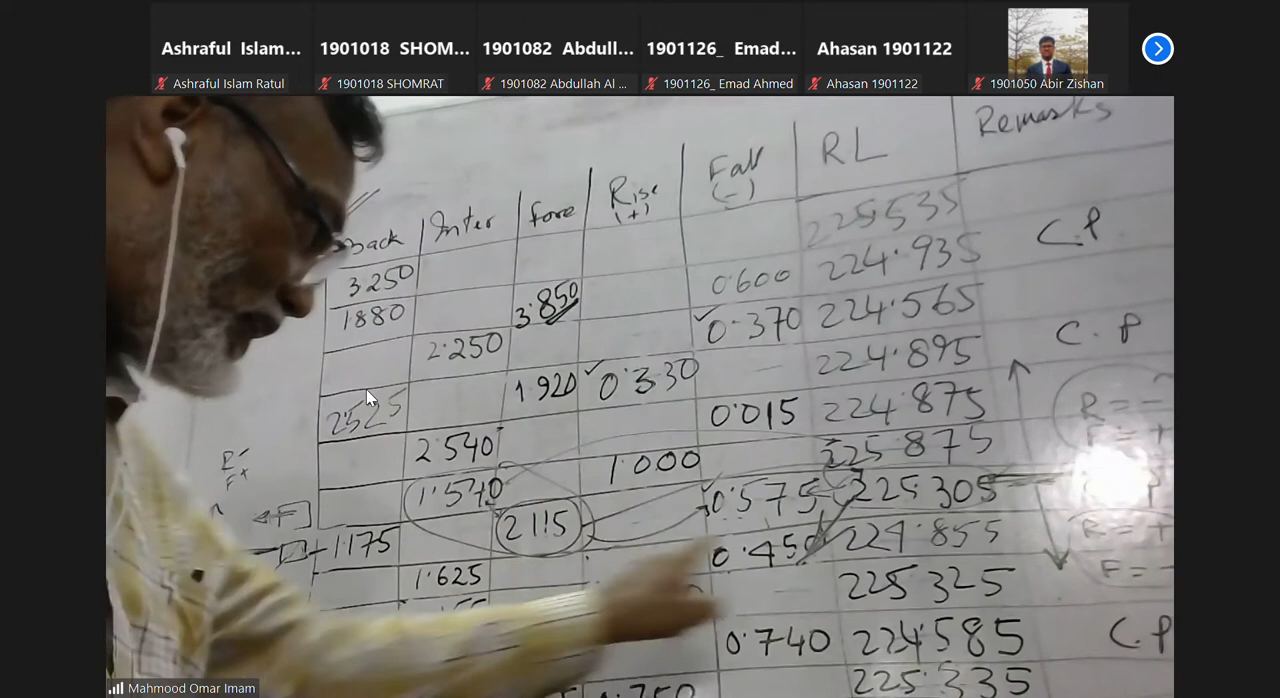 Ashraful Islam...
1901018 SHOM...
1901082 Abdull...
1901126_ Emad...
Ahasan 1901122
Ashraful Islam Ratul
1901018 SHOMRAT
1901082 Abdullah Al ...
1901126_ Emad Ahmed
Ahasan 1901122
1901050 Abir Zishan
Back Inter Fore Rise (+) Fall (-) RL Remarks
3.250 225.535
1.880 3.850 0.600 224.935 C.P
2.250 0.370 224.565
2.525 1.920 0.330 224.895 C.P
2.540 0.015 224.875
1.540 1.000 225.875
1.175 2.115 0.575 225.305
1.625 0.450 224.855
225.325
0.740 224.585 C.P
225.335
R = -
F = +
R = +
F = -
R-
F+
F
Mahmood Omar Imam